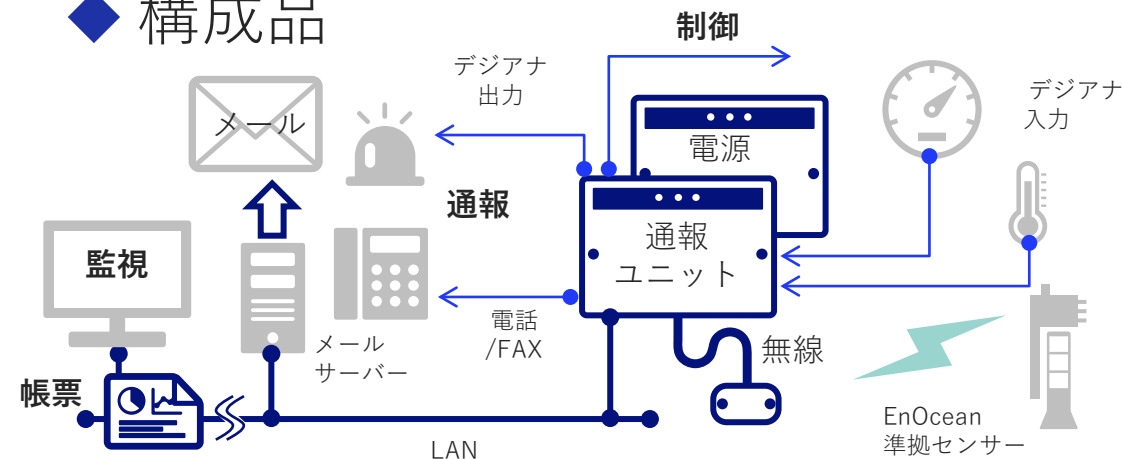 構成品
制御
デジアナ
出力
デジアナ
入力
メール
電源
通報
通報
ユニット
監視
電話
/FAX
無線
メール
サーバー
帳票
EnOcean
準拠センサー
LAN